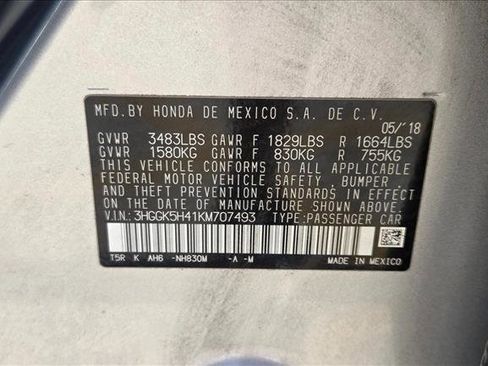 MFD.BY HONDA DE MEXICO S.A. DE C.V.
05/'18
GVWR 3483LBS GAWR F 1829LBS R 1664LBS
GVWR 1580KG GAWR F 830KG R 755KG
THIS VEHICLE CONFORMS TO ALL APPLICABLE
FEDERAL MOTOR VEHICLE SAFETY, BUMPER, AND THEFT PREVENTION STANDARDS IN EFFECT ON THE
DATE OF MANUFACTURE SHOWN ABOVE.
V.I.N.: 3HGGK5H41KM707493 TYPE:PASSENGER CAR
T5R K AH6 -NH830M -A -M MADE IN MEXICO